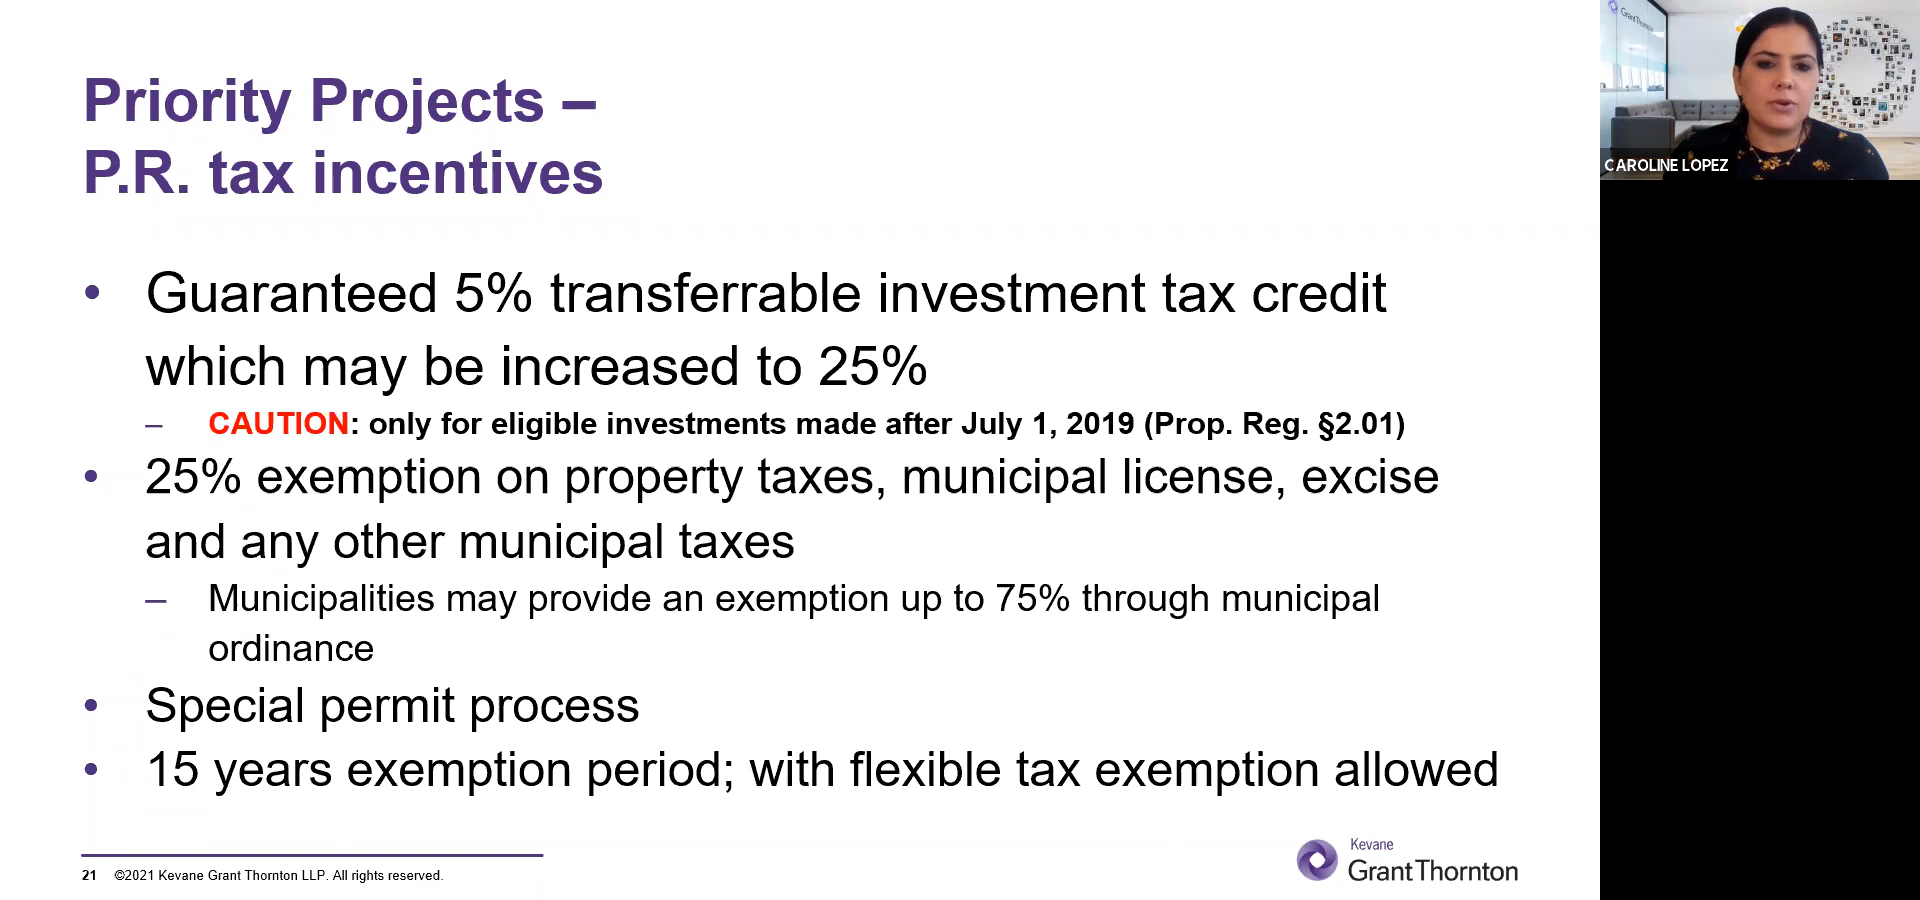 Priority Projects –
P.R. tax incentives
• Guaranteed 5% transferrable investment tax credit
which may be increased to 25%
– CAUTION: only for eligible investments made after July 1, 2019 (Prop. Reg. §2.01)
• 25% exemption on property taxes, municipal license, excise
and any other municipal taxes
– Municipalities may provide an exemption up to 75% through municipal
ordinance
• Special permit process
• 15 years exemption period; with flexible tax exemption allowed
21 ©2021 Kevane Grant Thornton LLP. All rights reserved.
Kevane
GrantThornton
GrantThornton
CAROLINE LOPEZ